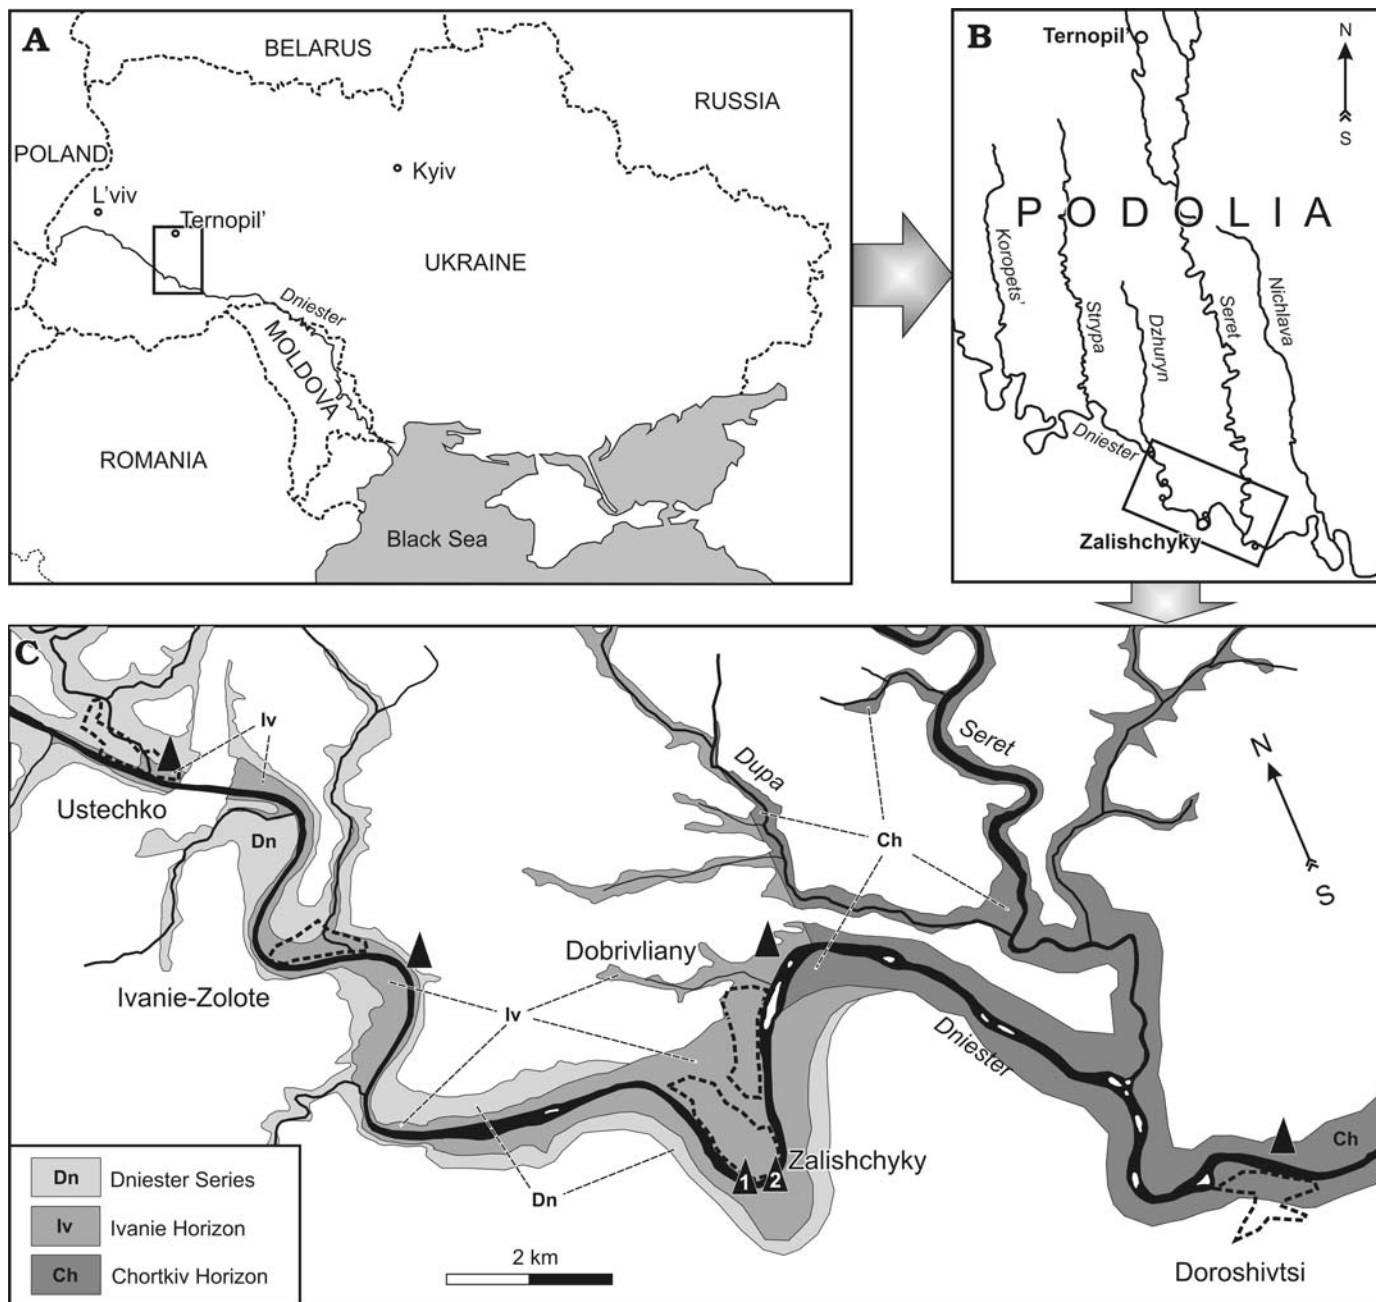 A
BELARUS
RUSSIA
POLAND
Kyiv
L'viv
Ternopil'
UKRAINE
Dniester
MOLDOVA
ROMANIA
Black Sea
B
Ternopil'
N
S
PODOLIA
Koropets'
Strypa
Dzhuryn
Seret
Nichlava
Dniester
Zalishchyky
C
Iv
Ustechko
Dn
Dupa
Seret
N
S
Ch
Ivanie-Zolote
Dobrivliany
Iv
Dniester
Zalishchyky
1
2
Dn
Ch
Doroshivtsi
Dn Dniester Series
Iv Ivanie Horizon
Ch Chortkiv Horizon
2 km